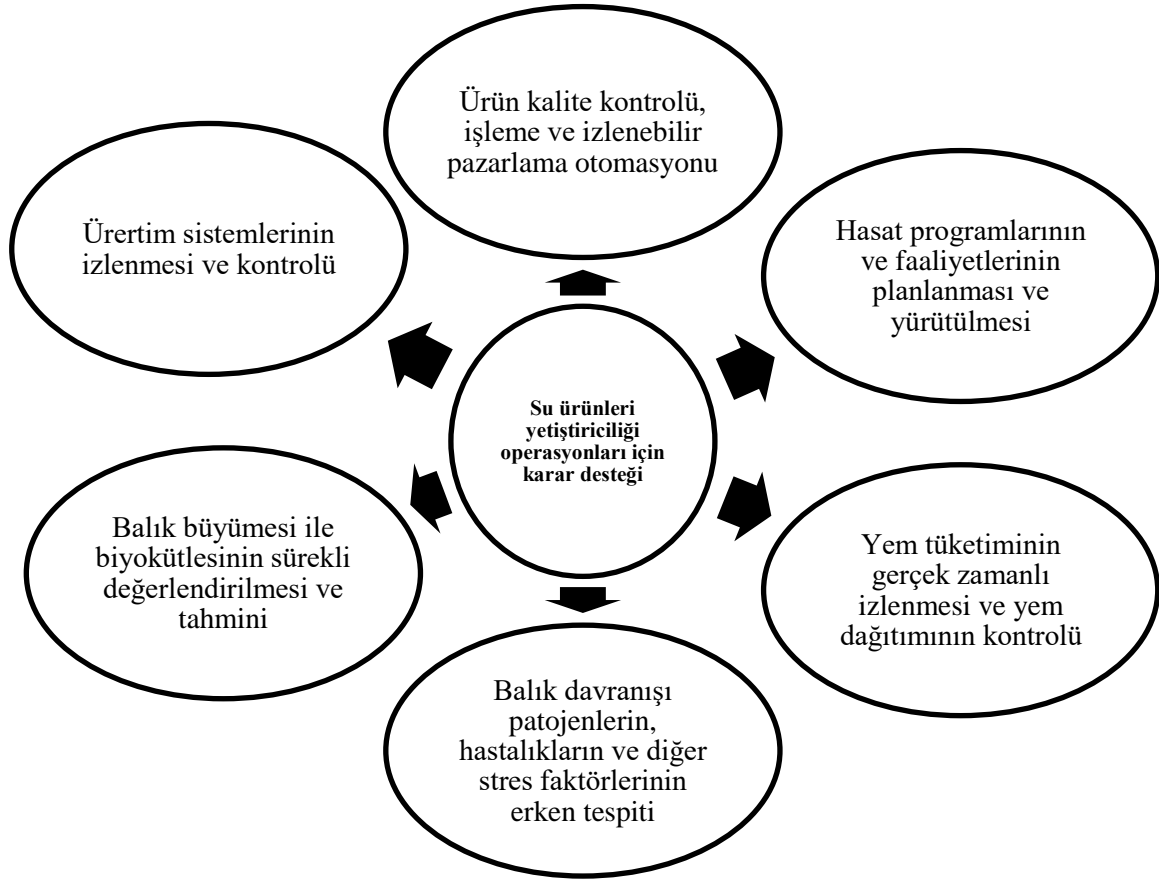 Ürün kalite kontrolü,
işleme ve izlenebilir
pazarlama otomasyonu
Ürertim sistemlerinin
izlenmesi ve kontrolü
Hasat programlarının
ve faaliyetlerinin
planlanması ve
yürütülmesi
Su ürünleri
yetiştiriciliği
operasyonları için
karar desteği
Balık büyümesi ile
biyokütlesinin sürekli
değerlendirilmesi ve
tahmini
Yem tüketiminin
gerçek zamanlı
izlenmesi ve yem
dağıtımının kontrolü
Balık davranışı
patojenlerin,
hastalıkların ve diğer
stres faktörlerinin
erken tespiti